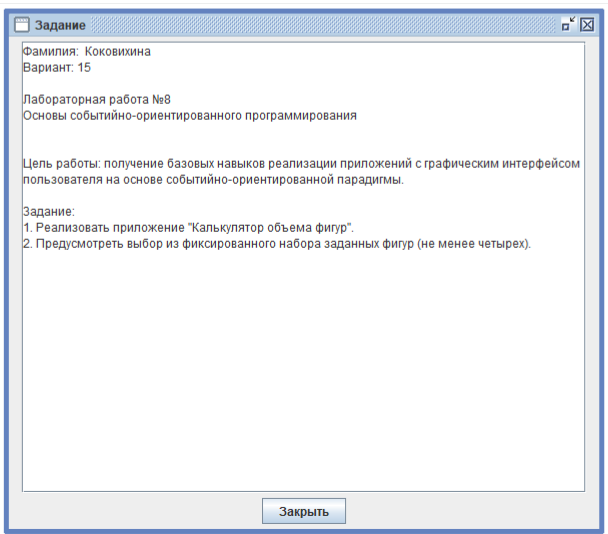 Задание
Фамилия: Коковихина
Вариант: 15
Лабораторная работа №8
Основы событийно-ориентированного программирования
Цель работы: получение базовых навыков реализации приложений с графическим интерфейсом
пользователя на основе событийно-ориентированной парадигмы.
Задание:
1. Реализовать приложение "Калькулятор объема фигур".
2. Предусмотреть выбор из фиксированного набора заданных фигур (не менее четырех).
Закрыть